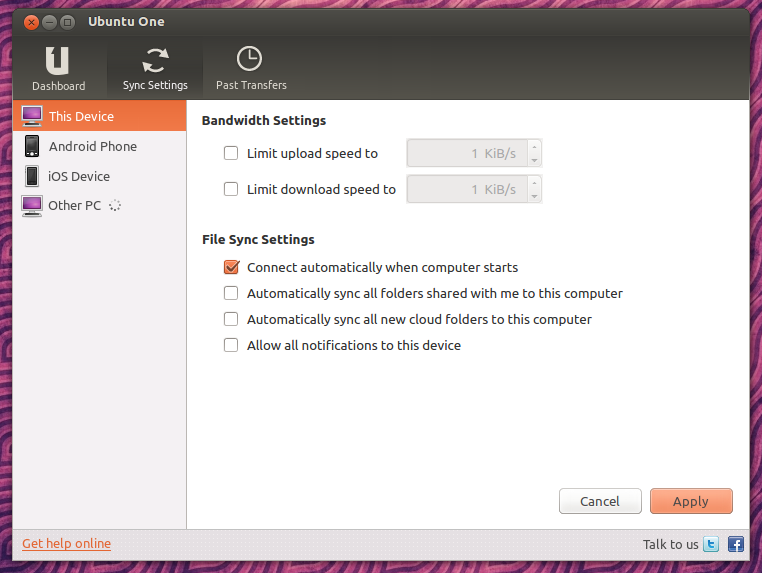 Ubuntu One
Dashboard
Sync Settings
Past Transfers
This Device
Android Phone
iOS Device
Other PC
Bandwidth Settings
Limit upload speed to 1 KiB/s
Limit download speed to 1 KiB/s
File Sync Settings
Connect automatically when computer starts
Automatically sync all folders shared with me to this computer
Automatically sync all new cloud folders to this computer
Allow all notifications to this device
Cancel Apply
Get help online Talk to us